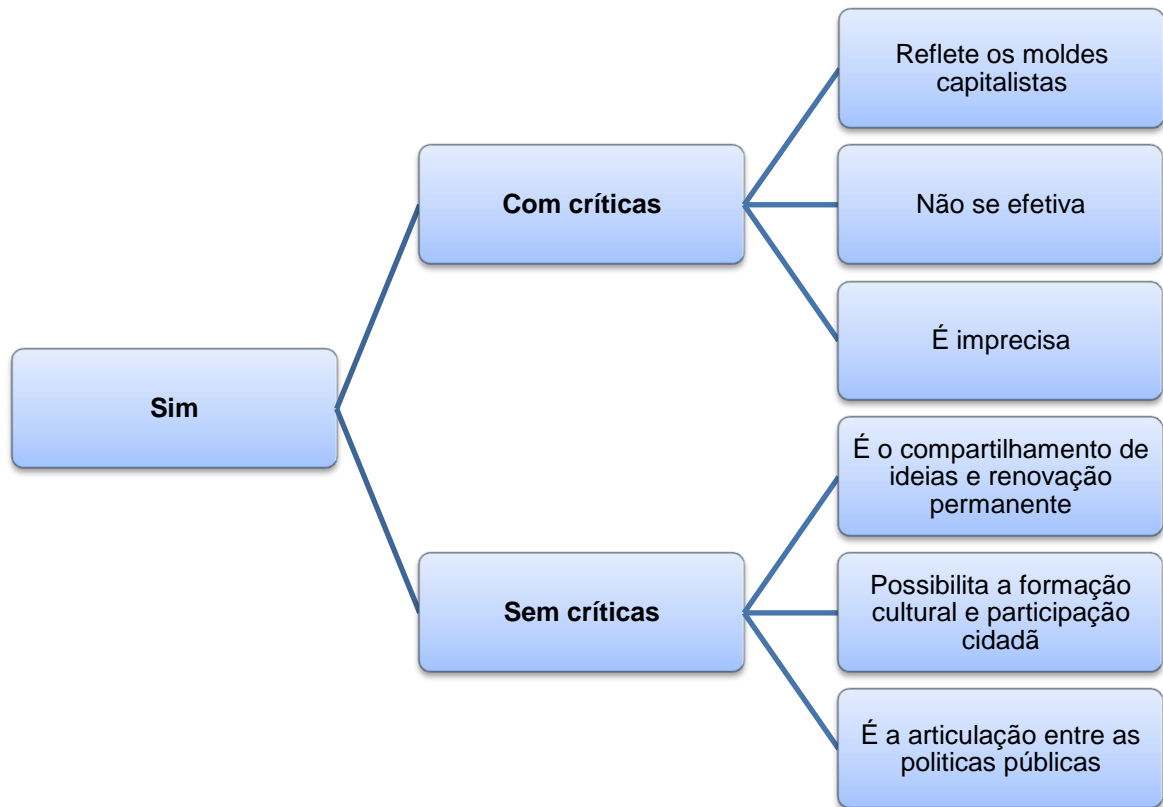 Sim
Com críticas
Reflete os moldes
capitalistas
Não se efetiva
É imprecisa
Sem críticas
É o compartilhamento de
ideias e renovação
permanente
Possibilita a formação
cultural e participação
cidadã
É a articulação entre as
politicas públicas